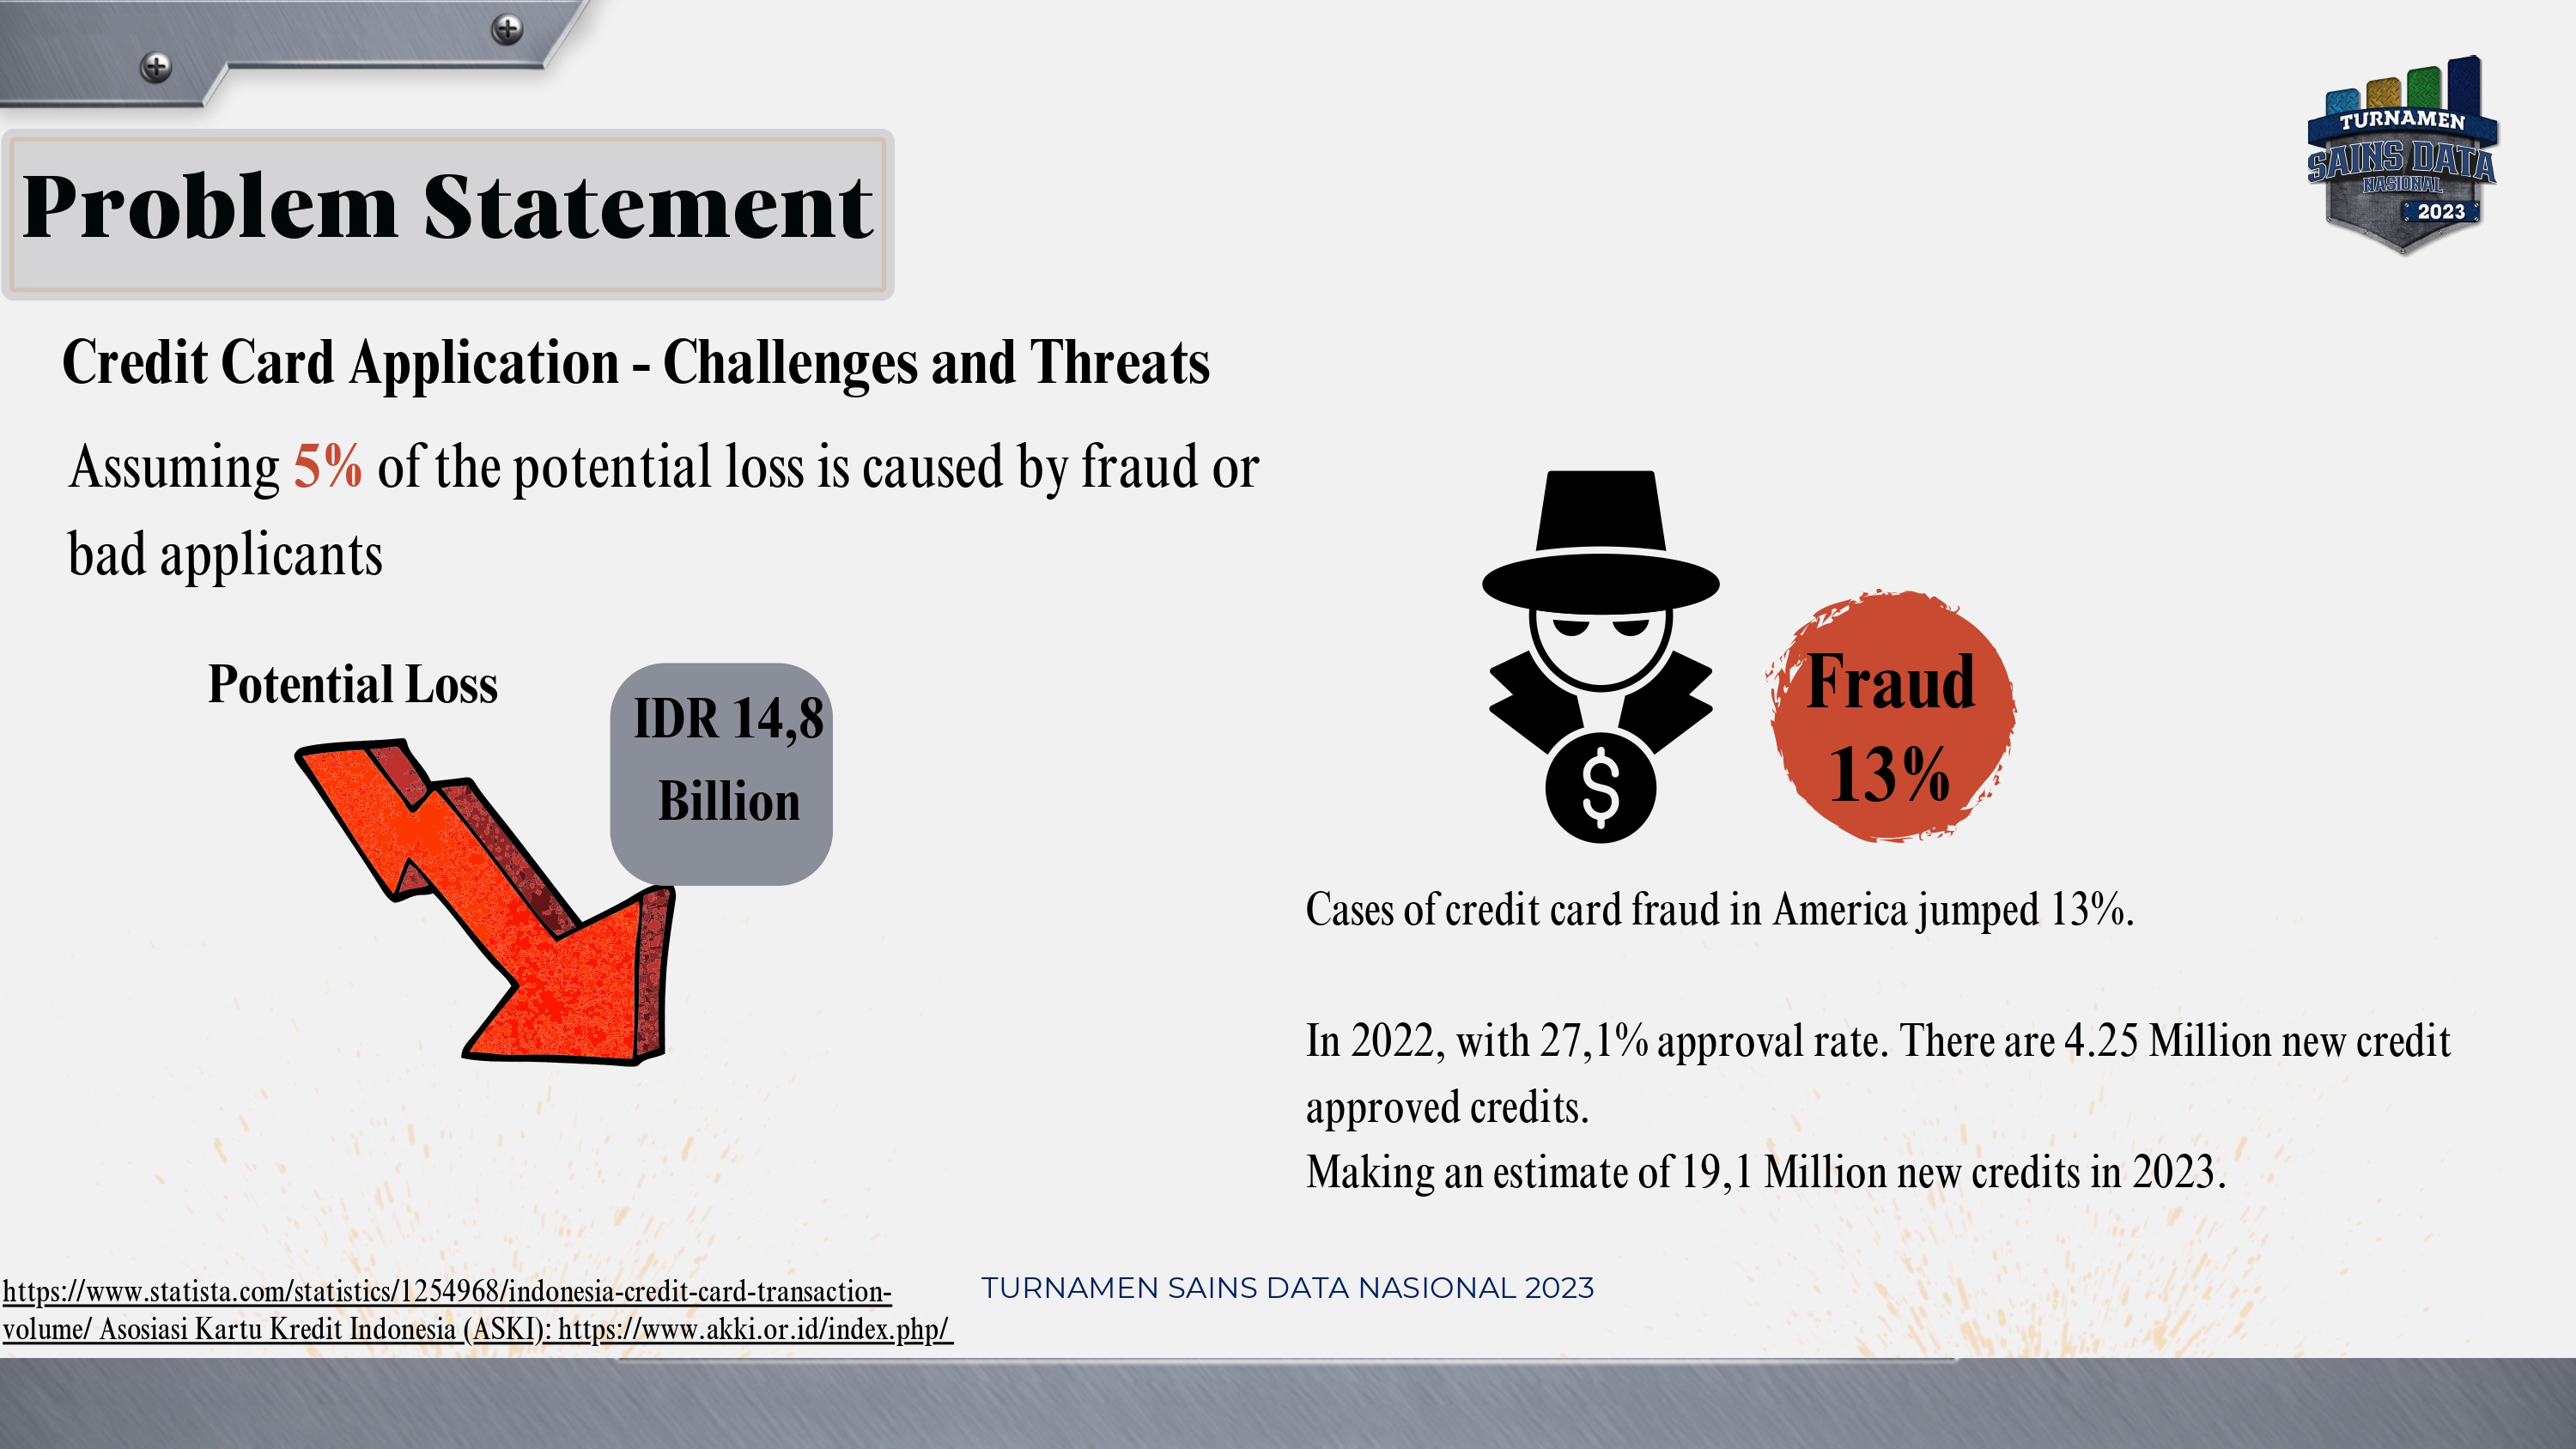 TURNAMEN
SAINS DATA
NASIONAL
2023
Problem Statement
Credit Card Application - Challenges and Threats
Assuming 5% of the potential loss is caused by fraud or
bad applicants
Potential Loss
IDR 14,8
Billion
$
Fraud
13%
Cases of credit card fraud in America jumped 13%.
In 2022, with 27,1% approval rate. There are 4.25 Million new credit
approved credits.
Making an estimate of 19,1 Million new credits in 2023.
https://www.statista.com/statistics/1254968/indonesia-credit-card-transaction-
volume/ Asosiasi Kartu Kredit Indonesia (ASKI): https://www.akki.or.id/index.php/
TURNAMEN SAINS DATA NASIONAL 2023